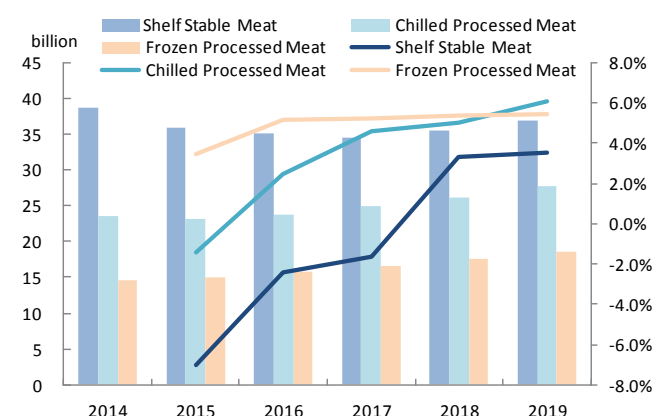 Shelf Stable Meat Chilled Processed Meat
billion
Frozen Processed Meat Shelf Stable Meat
Chilled Processed Meat Frozen Processed Meat
45 8.0%
40 6.0%
35 4.0%
30 2.0%
25 0.0%
20 -2.0%
15 -4.0%
10 -6.0%
5 -8.0%
0
2014 2015 2016 2017 2018 2019